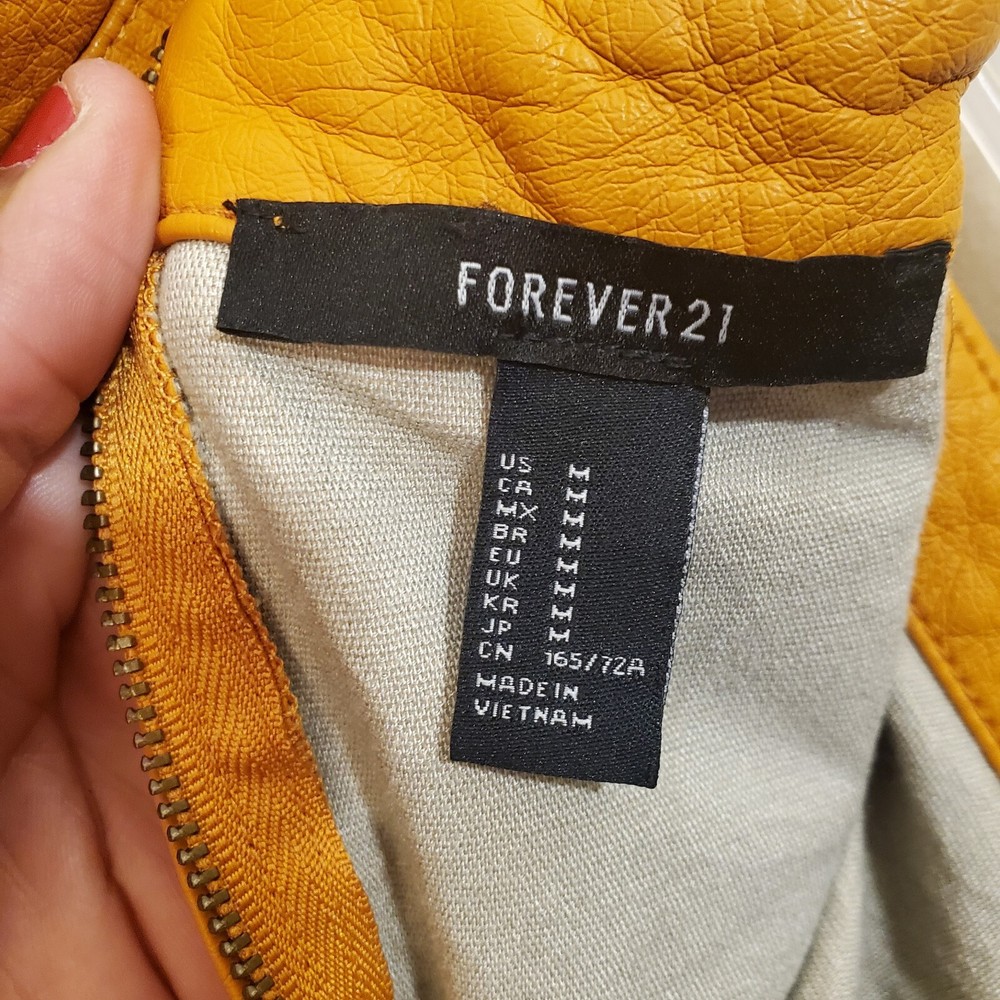 FOREVER 21
US M
CA M
MX M
BR M
EU M
UK M
KR M
JP M
CN 165/72A
MADE IN
VIETNAM